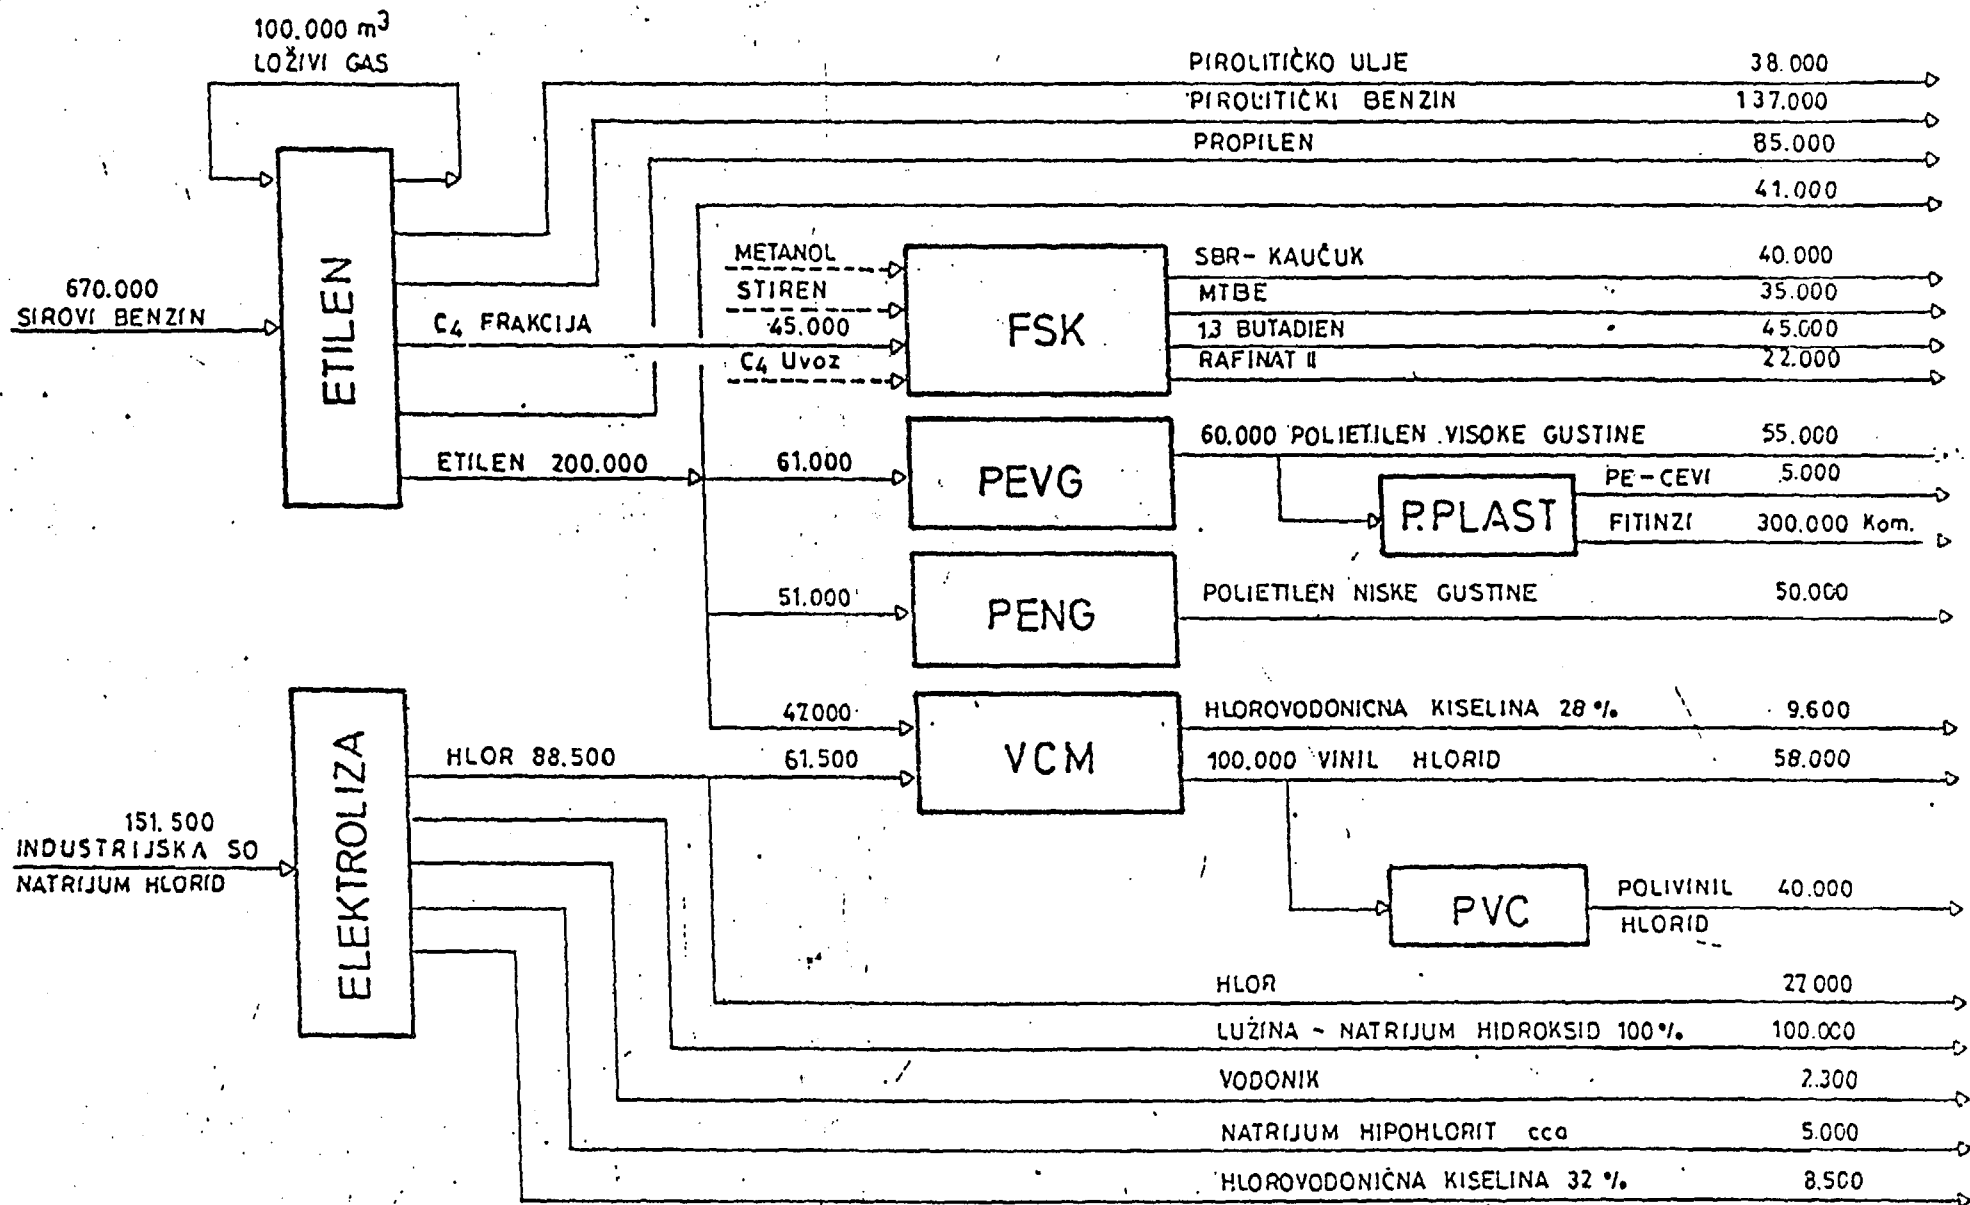 100.000 m³
LOŽIVI GAS
PIROLITIČKO ULJE 38.000
PIROLITIČKI BENZIN 137.000
PROPILEN 85.000
41.000
ETILEN
670.000
SIROVI BENZIN
C4 FRAKCIJA
METANOL
STIREN
45.000
C4 Uvoz
FSK
SBR- KAUČUK 40.000
MTBE 35.000
1.3 BUTADIEN 45.000
RAFINAT II 22.000
ETILEN 200.000
61.000
PEVG
60.000 POLIETILEN VISOKE GUSTINE 55.000
P.PLAST
PE-CEVI 5.000
FITINZI 300.000 Kom.
51.000
PENG
POLIETILEN NISKE GUSTINE 50.000
ELEKTROLIZA
151.500
INDUSTRIJSKA SO
NATRIJUM HLORID
HLOR 88.500
47.000
61.500
VCM
HLOROVODONICNA KISELINA 28 % 9.600
100.000 VINIL HLORID 58.000
PVC
POLIVINIL 40.000
HLORID
HLOR 27.000
LUŽINA - NATRIJUM HIDROKSID 100 % 100.000
VODONIK 2.300
NATRIJUM HIPOHLORIT cca 5.000
HLOROVODONIČNA KISELINA 32 % 8.500